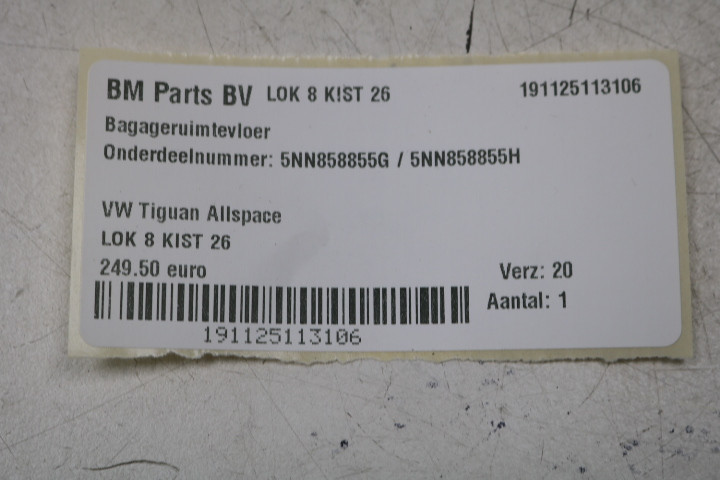 BM Parts BV LOK 8 KIST 26 191125113106
Bagageruimtevloer
Onderdeelnummer: 5NN858855G / 5NN858855H
VW Tiguan Allspace
LOK 8 KIST 26
249.50 euro Verz: 20
Aantal: 1
191125113106